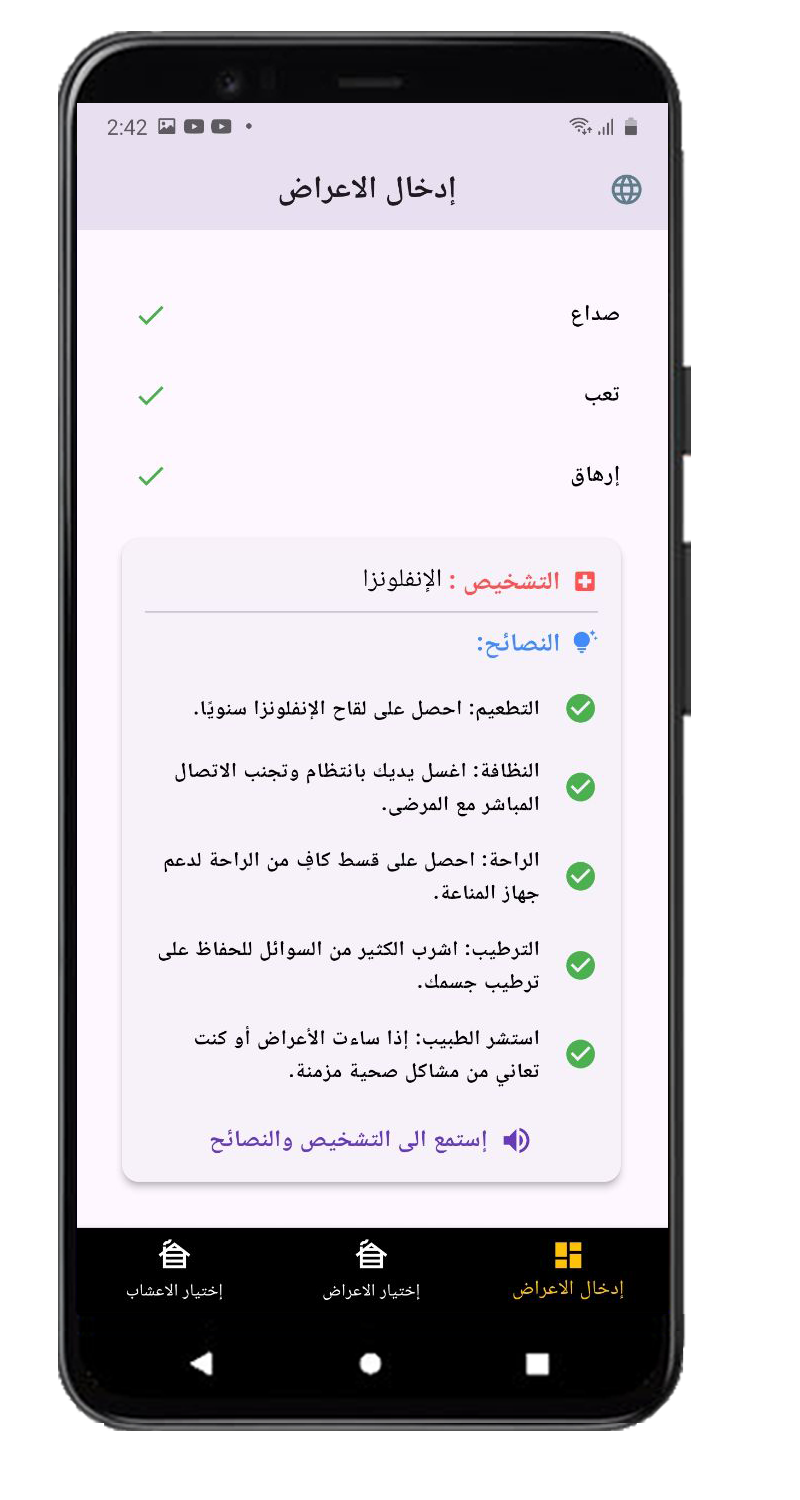 2:42
إدخال الاعراض
صداع
تعب
إرهاق
التشخيص : الإنفلونزا
النصائح:
التطعيم: احصل على لقاح الإنفلونزا سنويًا.
النظافة: اغسل يديك بانتظام وتجنب الاتصال
المباشر مع المرضى.
الراحة: احصل على قسط كافٍ من الراحة لدعم
جهاز المناعة.
الترطيب: اشرب الكثير من السوائل للحفاظ على
ترطيب جسمك.
استشر الطبيب: إذا ساءت الأعراض أو كنت
تعاني من مشاكل صحية مزمنة.
إستمع الى التشخيص والنصائح
إدخال الاعراض
إختيار الاعراض
إختيار الاعشاب